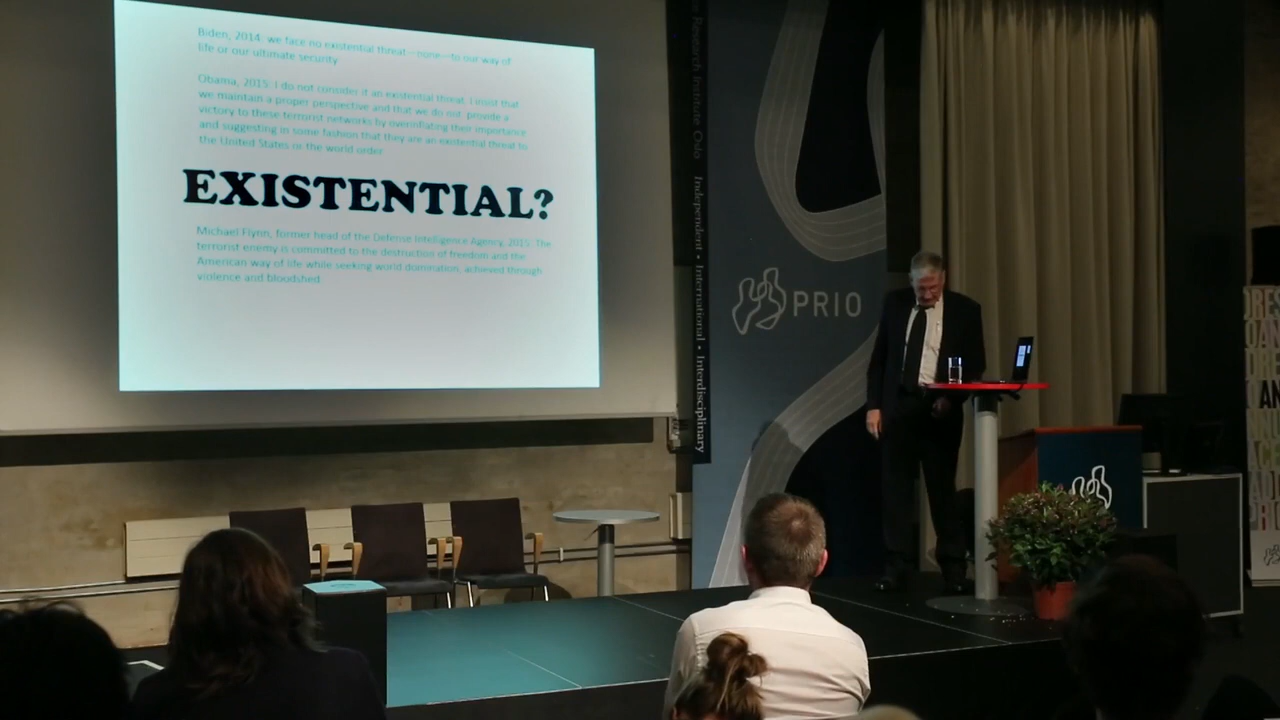 Biden, 2014: we face no existential threat—none—to our way of
life or our ultimate security
Obama, 2015: I do not consider it an existential threat. I insist that
we maintain a proper perspective and that we do not provide a
victory to these terrorist networks by overinflating their importance
and suggesting in some fashion that they are an existential threat to
the United States or the world order
EXISTENTIAL?
Michael Flynn, former head of the Defense Intelligence Agency, 2015: The
terrorist enemy is committed to the destruction of freedom and the
American way of life while seeking world domination, achieved through
violence and bloodshed
Research Institute Oslo Independent • International • Interdisciplinary
PRIO